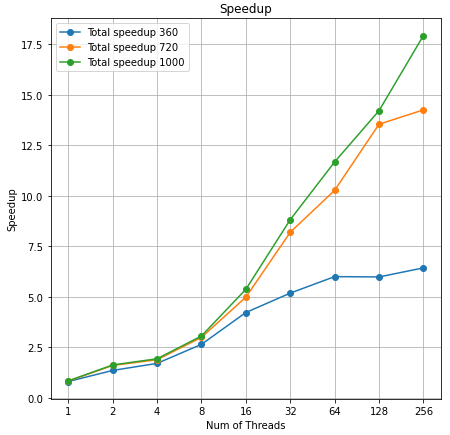 Speedup
Total speedup 360
Total speedup 720
Total speedup 1000
17.5
15.0
12.5
10.0
7.5
5.0
2.5
0.0
Speedup
1 2 4 8 16 32 64 128 256
Num of Threads